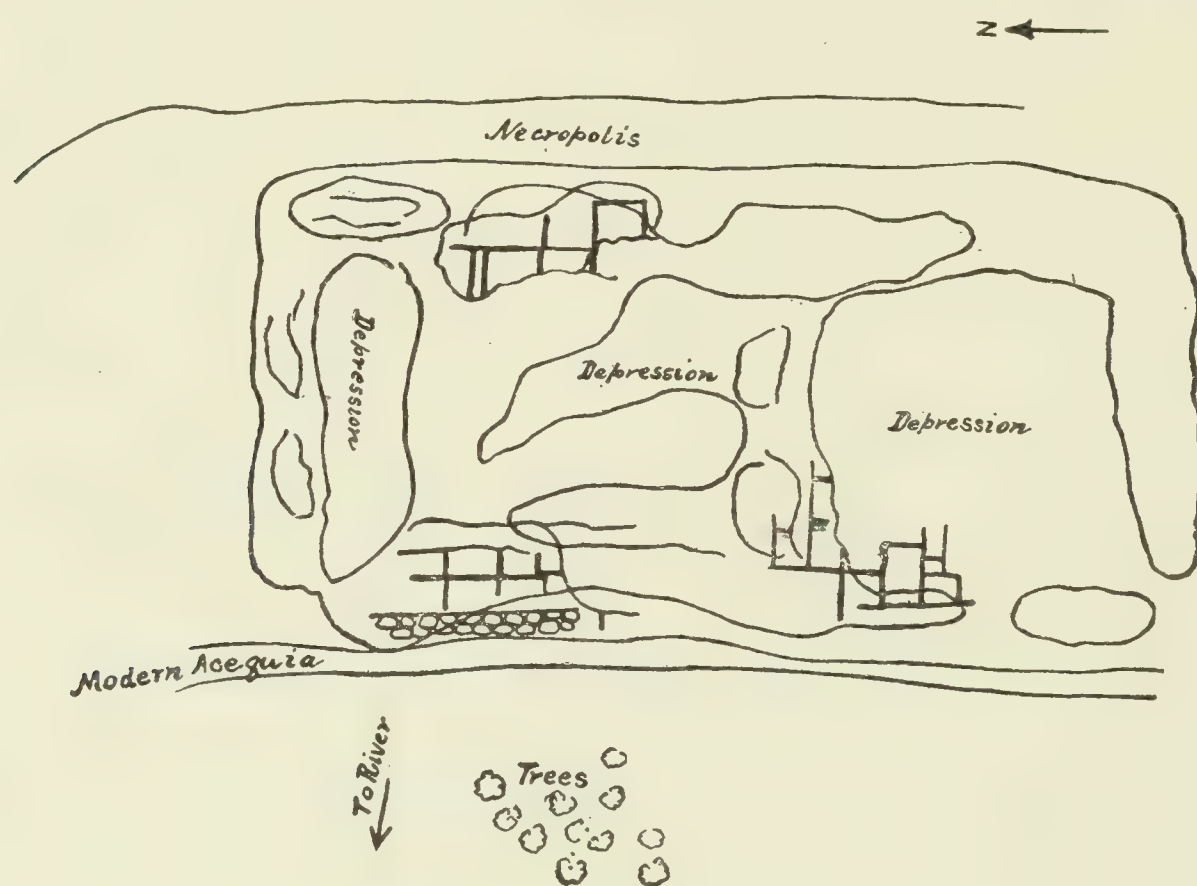 N
Necropolis
Depression
Depression
Depression
Modern Acequia
To River
Trees